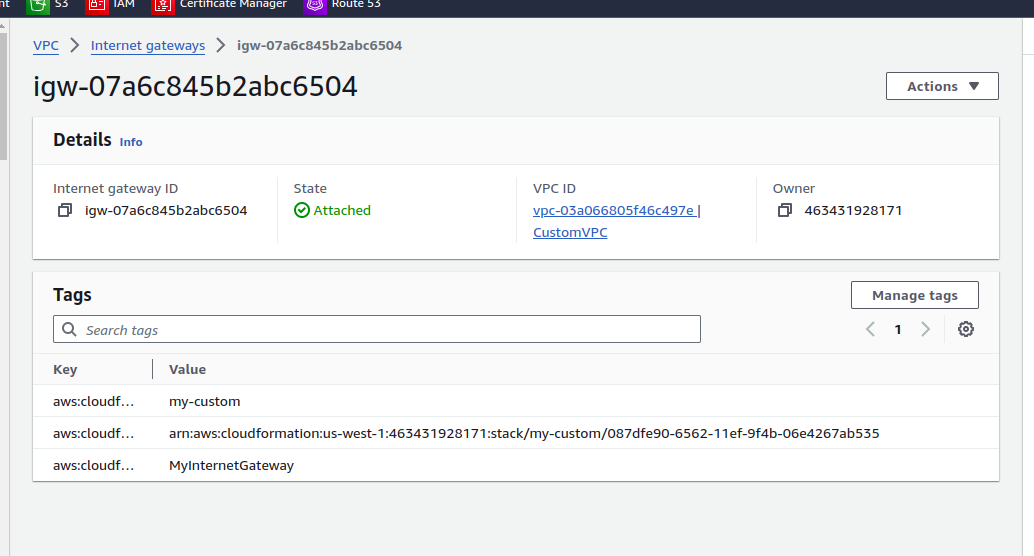 nt S3 IAM Certificate Manager Route 53
VPC Internet gateways igw-07a6c845b2abc6504
igw-07a6c845b2abc6504
Actions
Details Info
Internet gateway ID
igw-07a6c845b2abc6504
State
Attached
VPC ID
vpc-03a066805f46c497e |
CustomVPC
Owner
463431928171
Tags
Manage tags
Search tags
1
Key Value
aws:cloudf... my-custom
aws:cloudf... arn:aws:cloudformation:us-west-1:463431928171:stack/my-custom/087dfe90-6562-11ef-9f4b-06e4267ab535
aws:cloudf... MyInternetGateway